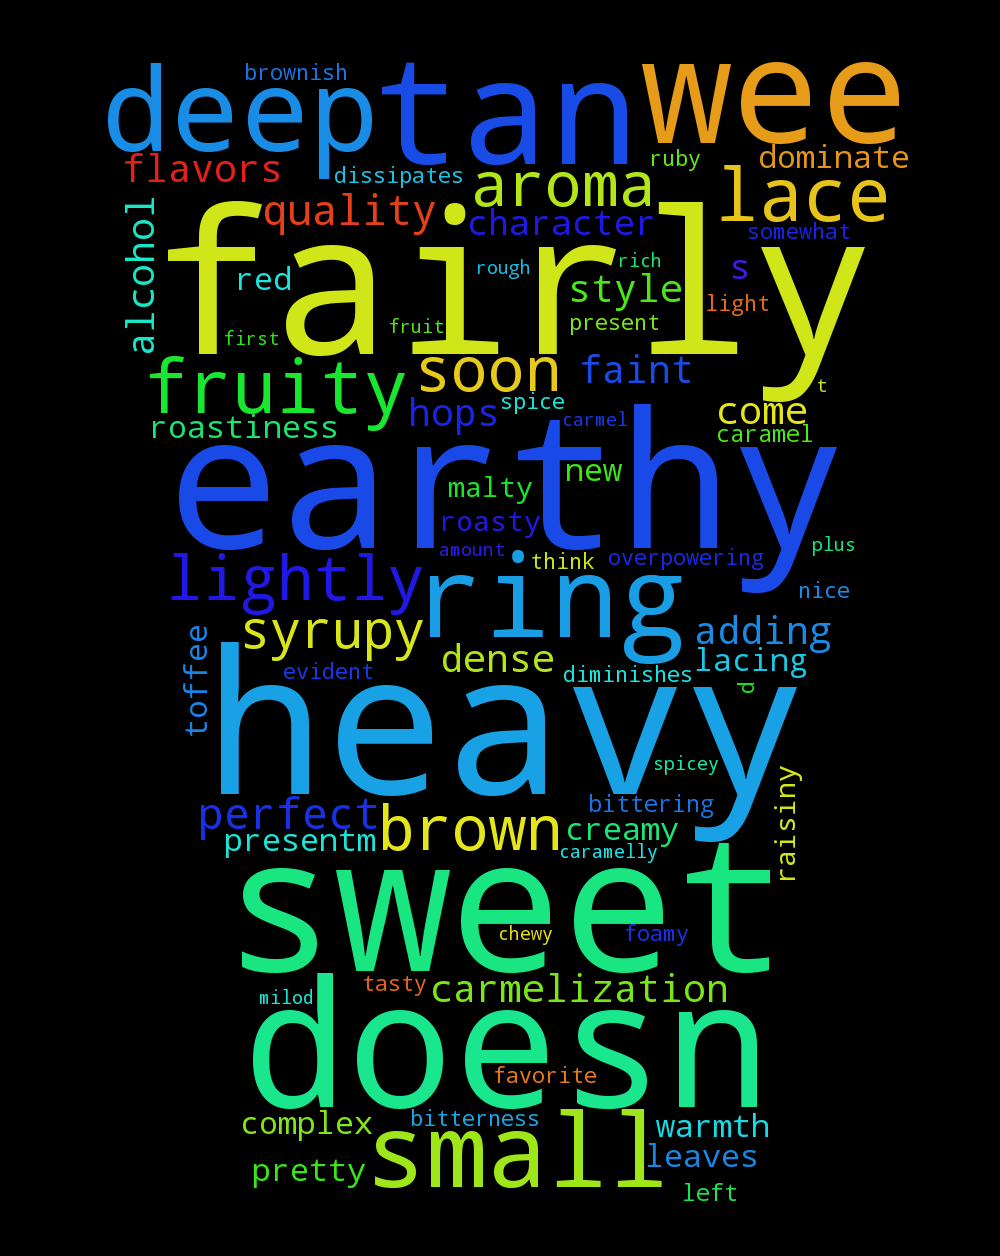 deep
brownish
tan
wee
flavors
dissipates
ruby
dominate
aroma
lace
alcohol
quality
character
somewhat
fairly
red
rough
rich
s
style
light
first
fruit
present
fruity
soon
faint
t
hops
spice
carmel
come
roastiness
caramel
earthy
new
malty
roasty
amount
think
overpowering
plus
lightly
ring
nice
syrupy
adding
toffee
evident
dense
diminishes
lacing
d
heavy
spicey
raisiny
perfect
bittering
presentm
brown
creamy
caramelly
sweet
chewy
foamy
milod
tasty
carmelization
doesn
favorite
complex
bitterness
small
warmth
leaves
pretty
left